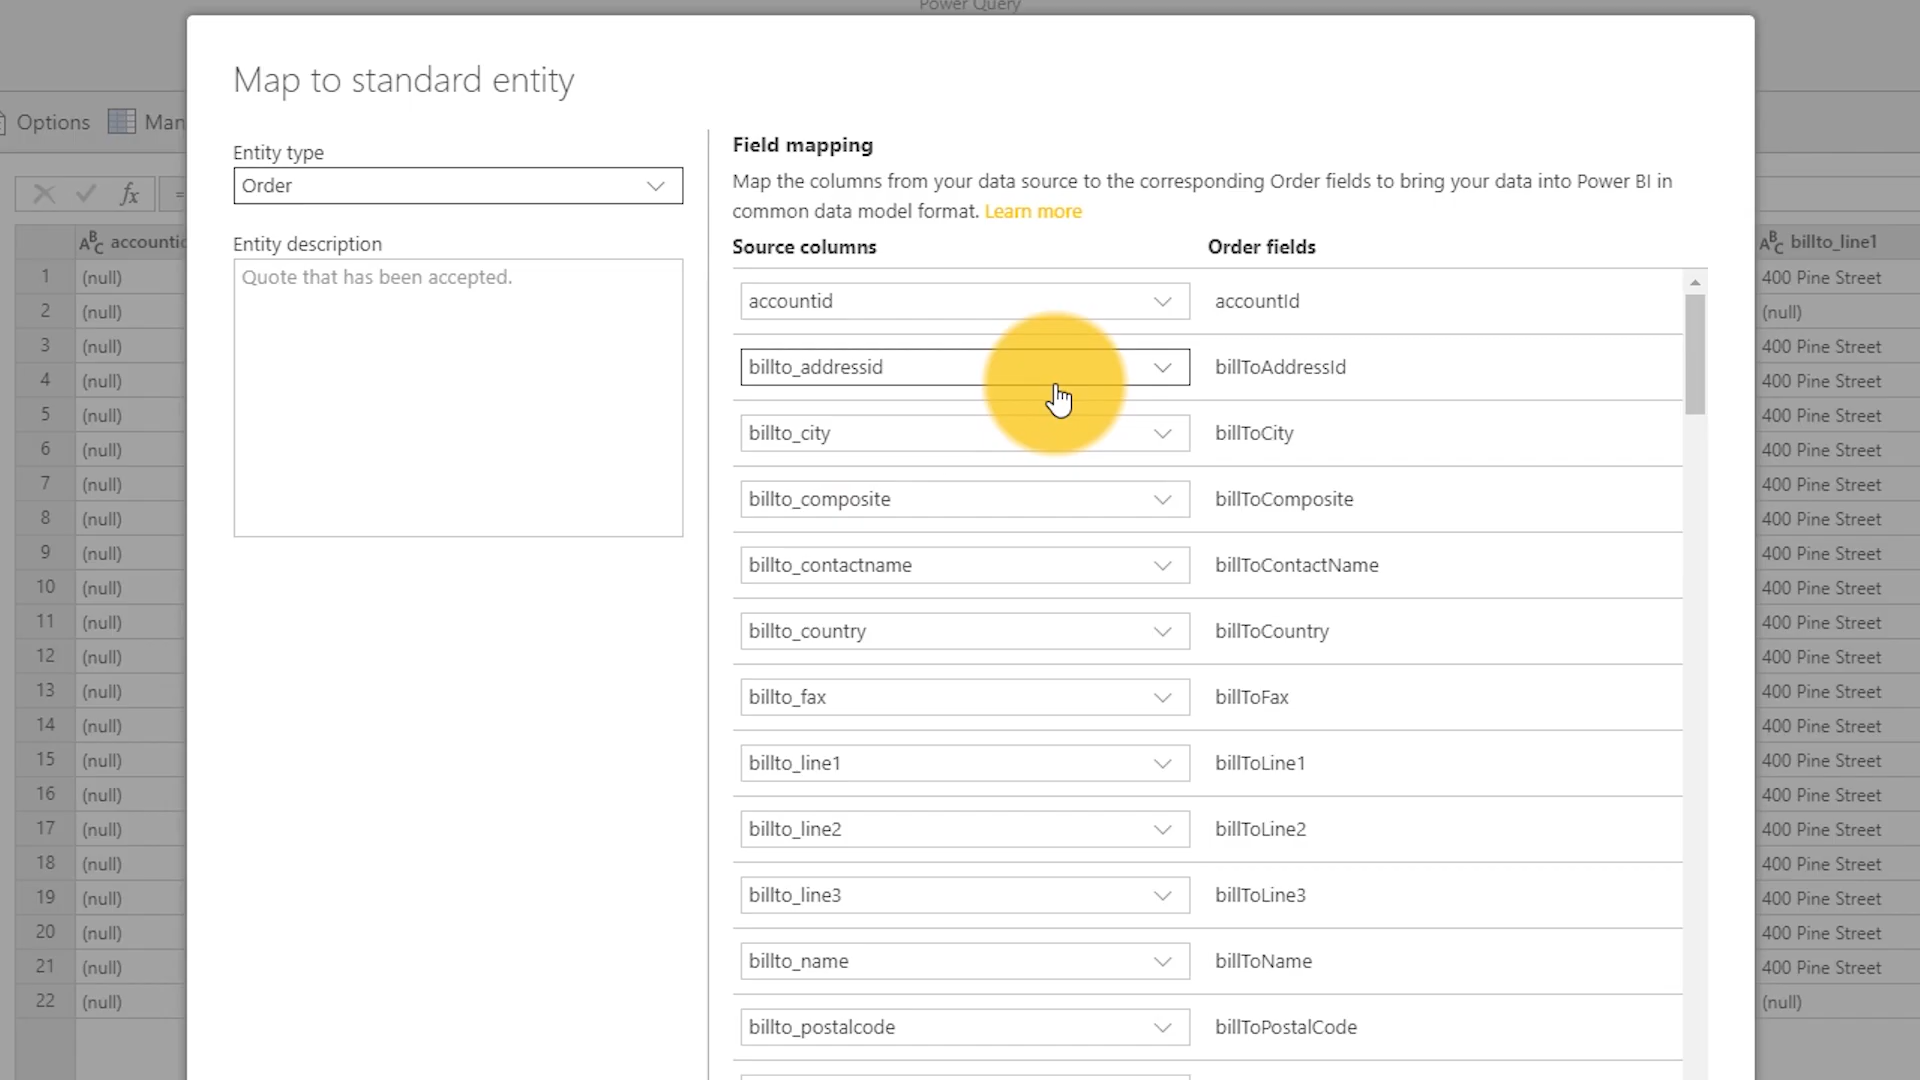 Power Query
Map to standard entity
Options
Man
Entity type
Order
Entity description
Quote that has been accepted.
Field mapping
Map the columns from your data source to the corresponding Order fields to bring your data into Power BI in
common data model format. Learn more
Source columns Order fields
accountid accountId
billto_addressid billToAddressId
billto_city billToCity
billto_composite billToComposite
billto_contactname billToContactName
billto_country billToCountry
billto_fax billToFax
billto_line1 billToLine1
billto_line2 billToLine2
billto_line3 billToLine3
billto_name billToName
billto_postalcode billToPostalCode
fx =
ABC accountid ABC billto_line1
1 (null) 400 Pine Street
2 (null) (null)
3 (null) 400 Pine Street
4 (null) 400 Pine Street
5 (null) 400 Pine Street
6 (null) 400 Pine Street
7 (null) 400 Pine Street
8 (null) 400 Pine Street
9 (null) 400 Pine Street
10 (null) 400 Pine Street
11 (null) 400 Pine Street
12 (null) 400 Pine Street
13 (null) 400 Pine Street
14 (null) 400 Pine Street
15 (null) 400 Pine Street
16 (null) 400 Pine Street
17 (null) 400 Pine Street
18 (null) 400 Pine Street
19 (null) 400 Pine Street
20 (null) 400 Pine Street
21 (null) 400 Pine Street
22 (null) (null)